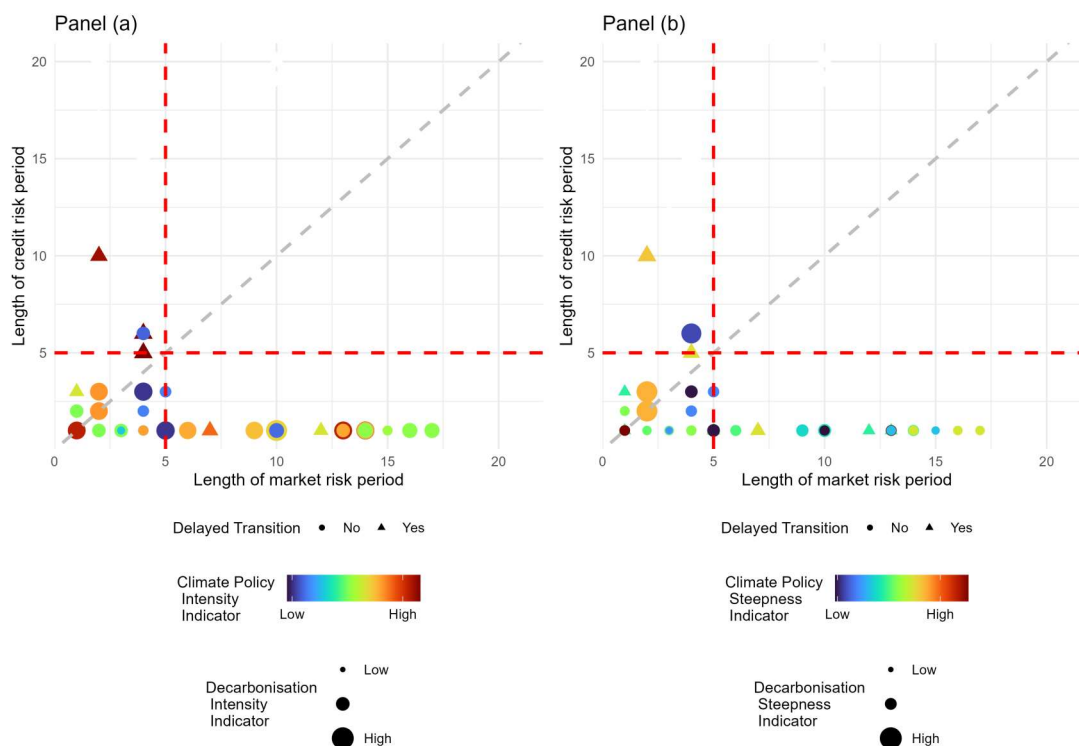 Panel (a)
20
15
10
5
0
5
10
15
20
Length of credit risk period
Length of market risk period
Delayed Transition
No
Yes
Climate Policy
Intensity
Indicator
Low
High
Decarbonisation
Intensity
Indicator
Low
High
Panel (b)
20
15
10
5
0
5
10
15
20
Length of credit risk period
Length of market risk period
Delayed Transition
No
Yes
Climate Policy
Steepness
Indicator
Low
High
Decarbonisation
Steepness
Indicator
Low
High